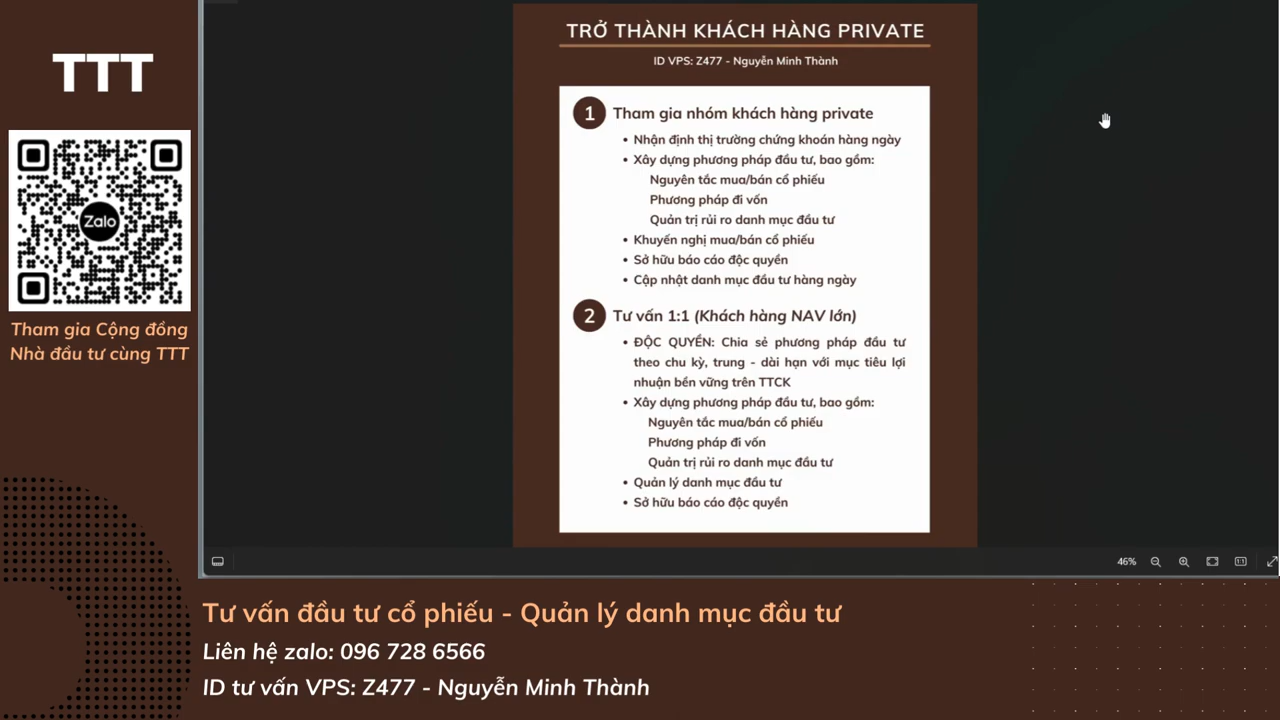 TTT
Zalo
Tham gia Cộng đồng
Nhà đầu tư cùng TTT
TRỞ THÀNH KHÁCH HÀNG PRIVATE
ID VPS: Z477 - Nguyễn Minh Thành
1 Tham gia nhóm khách hàng private
• Nhận định thị trường chứng khoán hàng ngày
• Xây dựng phương pháp đầu tư, bao gồm:
Nguyên tắc mua/bán cổ phiếu
Phương pháp đi vốn
Quản trị rủi ro danh mục đầu tư
• Khuyến nghị mua/bán cổ phiếu
• Sở hữu báo cáo độc quyền
• Cập nhật danh mục đầu tư hàng ngày
2 Tư vấn 1:1 (Khách hàng NAV lớn)
• ĐỘC QUYỀN: Chia sẻ phương pháp đầu tư
theo chu kỳ, trung - dài hạn với mục tiêu lợi
nhuận bền vững trên TTCK
• Xây dựng phương pháp đầu tư, bao gồm:
Nguyên tắc mua/bán cổ phiếu
Phương pháp đi vốn
Quản trị rủi ro danh mục đầu tư
• Quản lý danh mục đầu tư
• Sở hữu báo cáo độc quyền
46%
Tư vấn đầu tư cổ phiếu - Quản lý danh mục đầu tư
Liên hệ zalo: 096 728 6566
ID tư vấn VPS: Z477 - Nguyễn Minh Thành